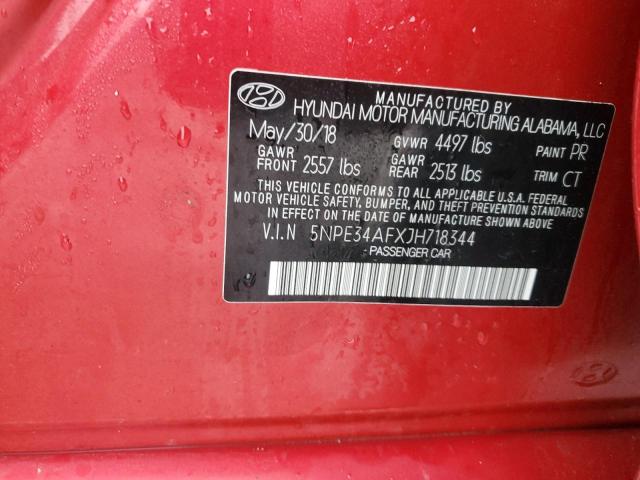 MANUFACTURED BY
HYUNDAI MOTOR MANUFACTURING ALABAMA, LLC
May/30/18 GVWR 4497 lbs PAINT PR
GAWR FRONT 2557 lbs GAWR REAR 2513 lbs TRIM CT
THIS VEHICLE CONFORMS TO ALL APPLICABLE U.S.A. FEDERAL
MOTOR VEHICLE SAFETY, BUMPER, AND THEFT PREVENTION STANDARDS
IN EFFECT ON THE DATE OF MANUFACTURE SHOWN ABOVE.
V.I.N 5NPE34AFXJH718344
PASSENGER CAR